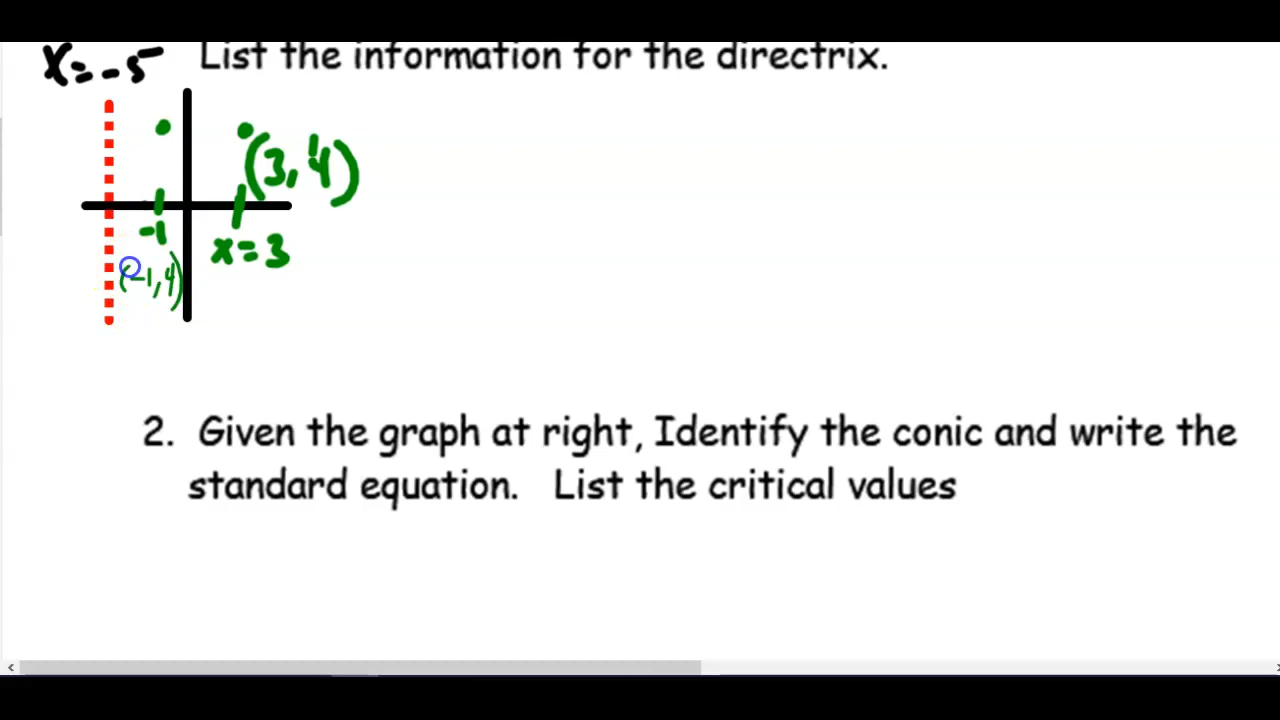 x=-5 List the information for the directrix.
(3,4)
-1
x=3
(-1,4)
2. Given the graph at right, Identify the conic and write the
standard equation. List the critical values